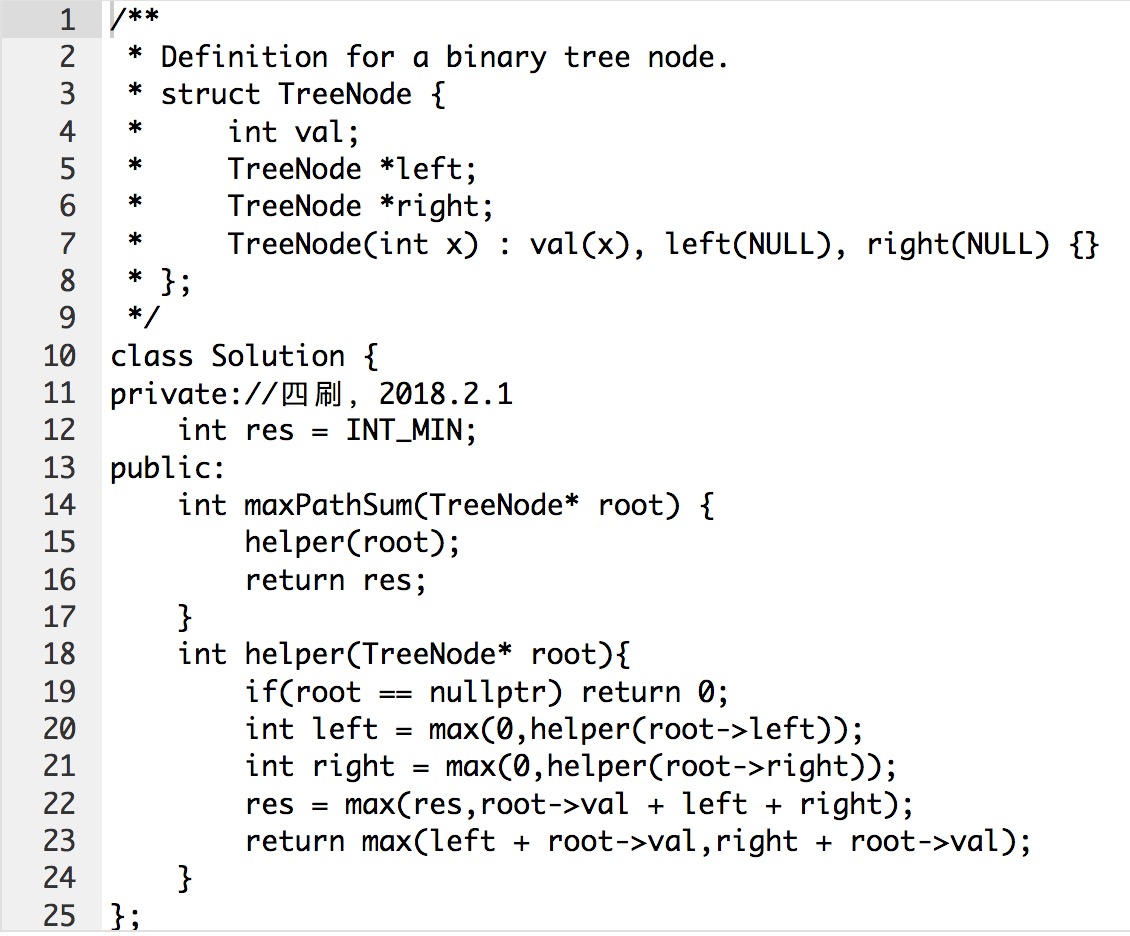 1 /**
2  * Definition for a binary tree node.
3  * struct TreeNode {
4  *     int val;
5  *     TreeNode *left;
6  *     TreeNode *right;
7  *     TreeNode(int x) : val(x), left(NULL), right(NULL) {}
8  * };
9  */
10 class Solution {
11 private://四刷, 2018.2.1
12     int res = INT_MIN;
13 public:
14     int maxPathSum(TreeNode* root) {
15         helper(root);
16         return res;
17     }
18     int helper(TreeNode* root){
19         if(root == nullptr) return 0;
20         int left = max(0,helper(root->left));
21         int right = max(0,helper(root->right));
22         res = max(res,root->val + left + right);
23         return max(left + root->val,right + root->val);
24     }
25 };